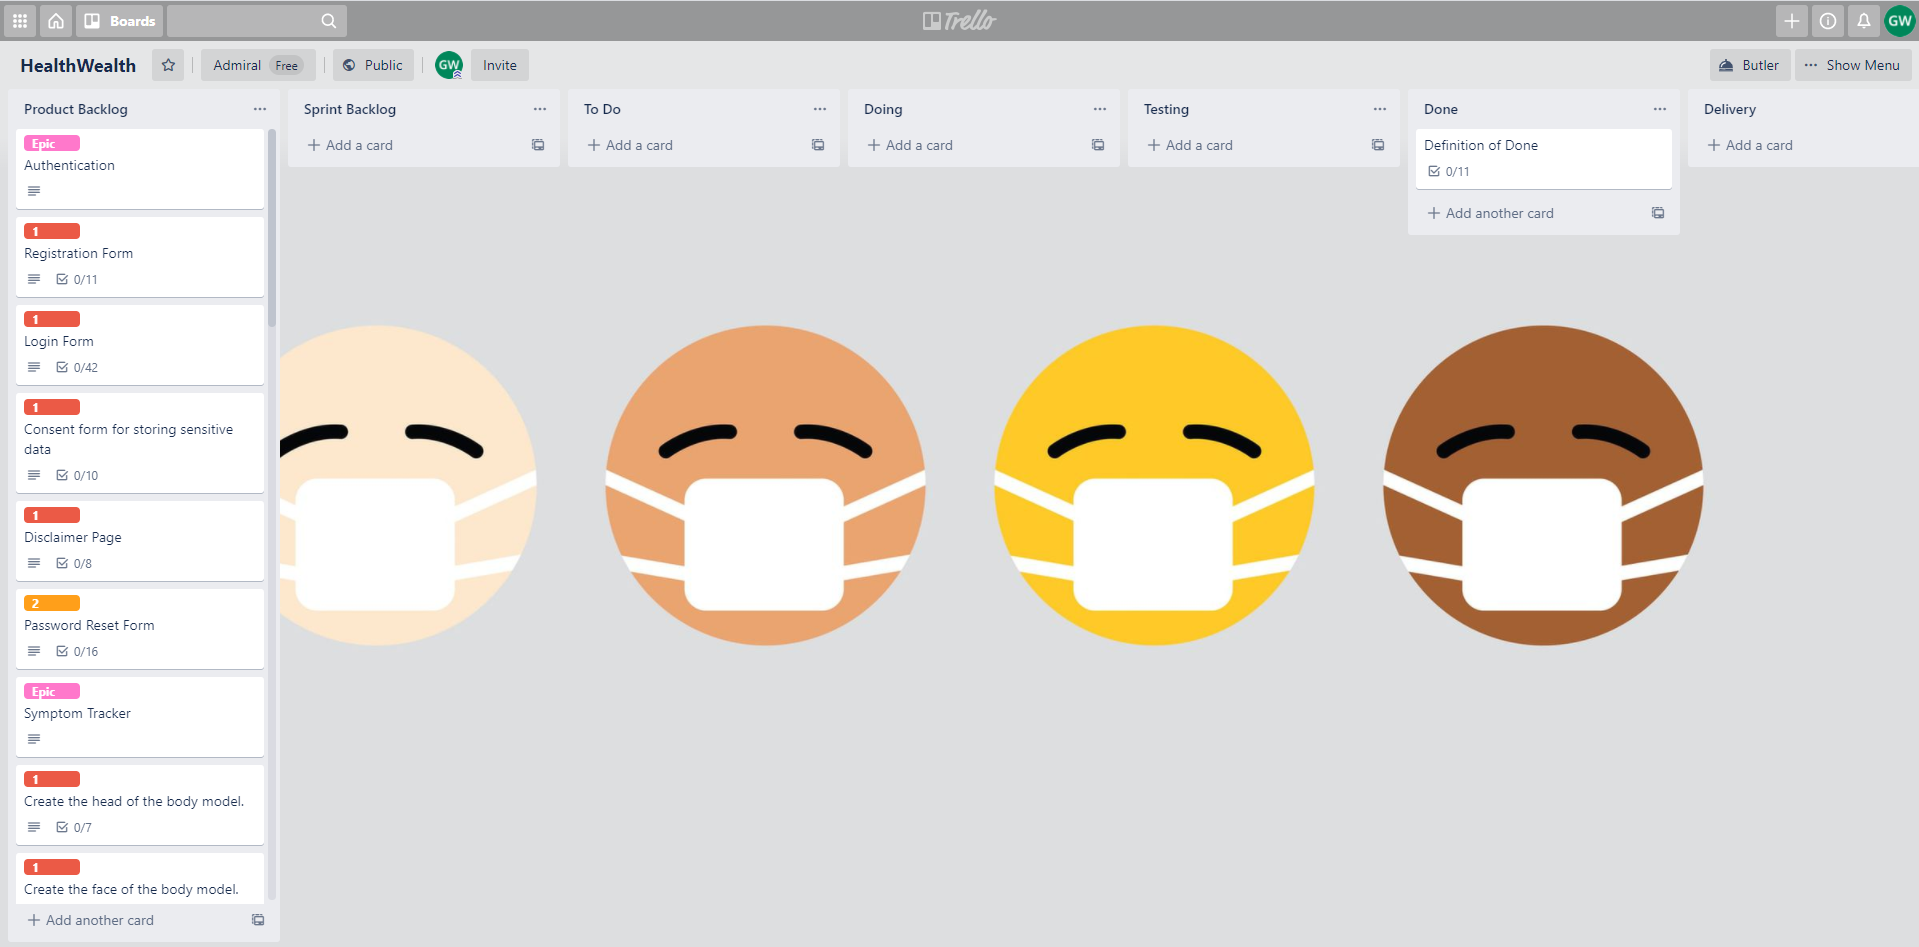 Boards
Trello
GW
HealthWealth
Admiral Free
Public
GW
Invite
Butler
Show Menu
Product Backlog
Epic
Authentication
1
Registration Form
0/11
1
Login Form
0/42
1
Consent form for storing sensitive
data
0/10
1
Disclaimer Page
0/8
2
Password Reset Form
0/16
Epic
Symptom Tracker
1
Create the head of the body model.
0/7
1
Create the face of the body model.
Add another card
Sprint Backlog
Add a card
To Do
Add a card
Doing
Add a card
Testing
Add a card
Done
Definition of Done
0/11
Add another card
Delivery
Add a card